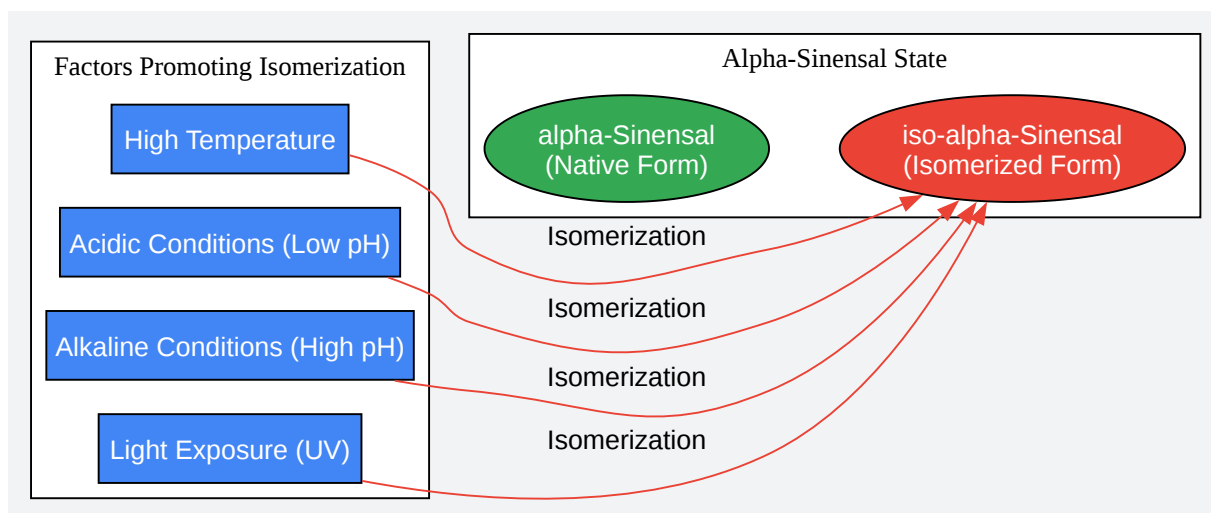 Factors Promoting Isomerization
High Temperature
Acidic Conditions (Low pH)
Alkaline Conditions (High pH)
Light Exposure (UV)
Alpha-Sinensal State
alpha-Sinensal
(Native Form)
iso-alpha-Sinensal
(Isomerized Form)
Isomerization
Isomerization
Isomerization
Isomerization